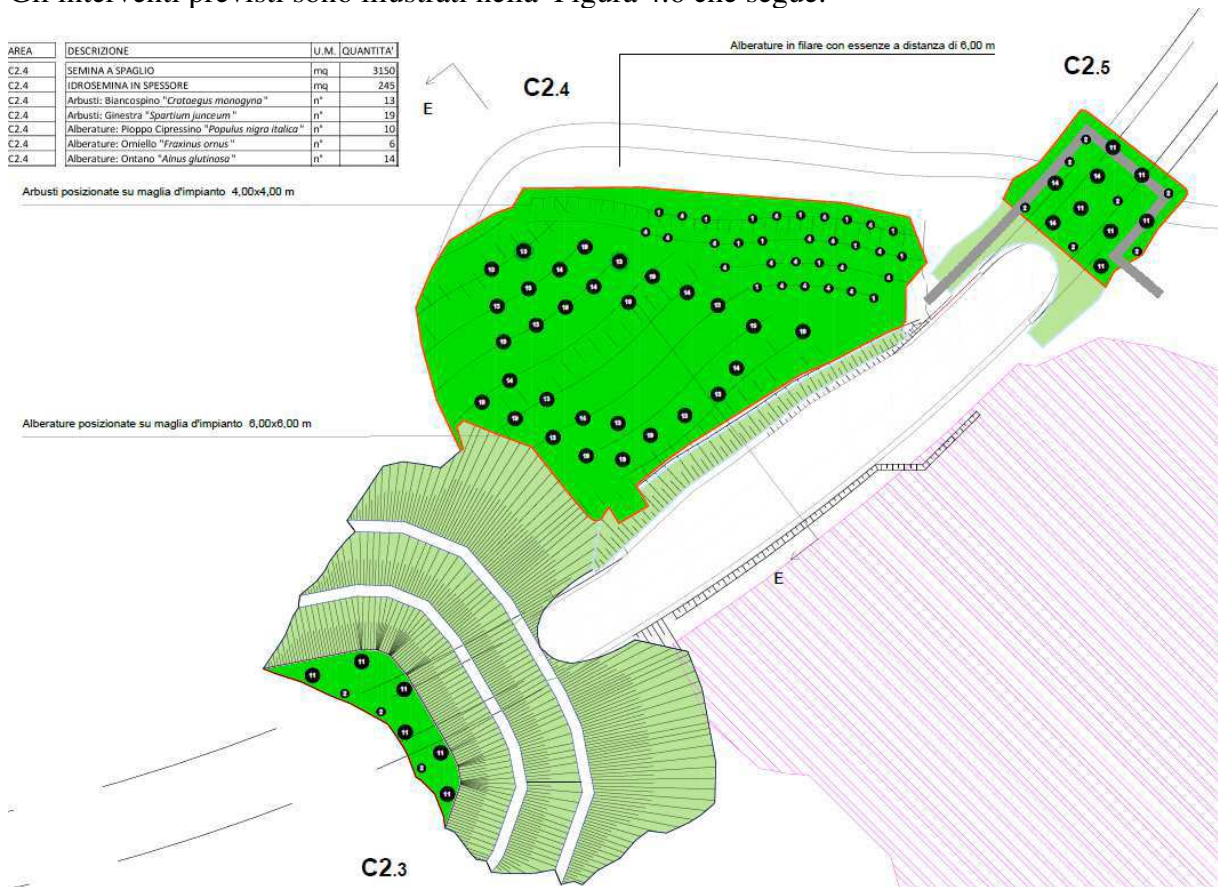 Gli interventi previsti sono illustrati nella Figura 4.8 che segue.
AREA DESCRIZIONE U.M. QUANTITA'
C2.4 SEMINA A SPAGLIO mq 3150
C2.4 IDROSEMINA IN SPESSORE mq 245
C2.4 Arbusti: Biancospino "Crataegus monogyna" n° 13
C2.4 Arbusti: Ginestra "Spartium junceum" n° 19
C2.4 Alberature: Pioppo Cipressino "Populus nigra italica" n° 10
C2.4 Alberature: Orniello "Fraxinus ornus" n° 6
C2.4 Alberature: Ontano "Alnus glutinosa" n° 14
Alberature in filare con essenze a distanza di 6,00 m
C2.4
C2.5
E
Arbusti posizionate su maglia d'impianto 4,00x4,00 m
Alberature posizionate su maglia d'impianto 6,00x6,00 m
E
C2.3